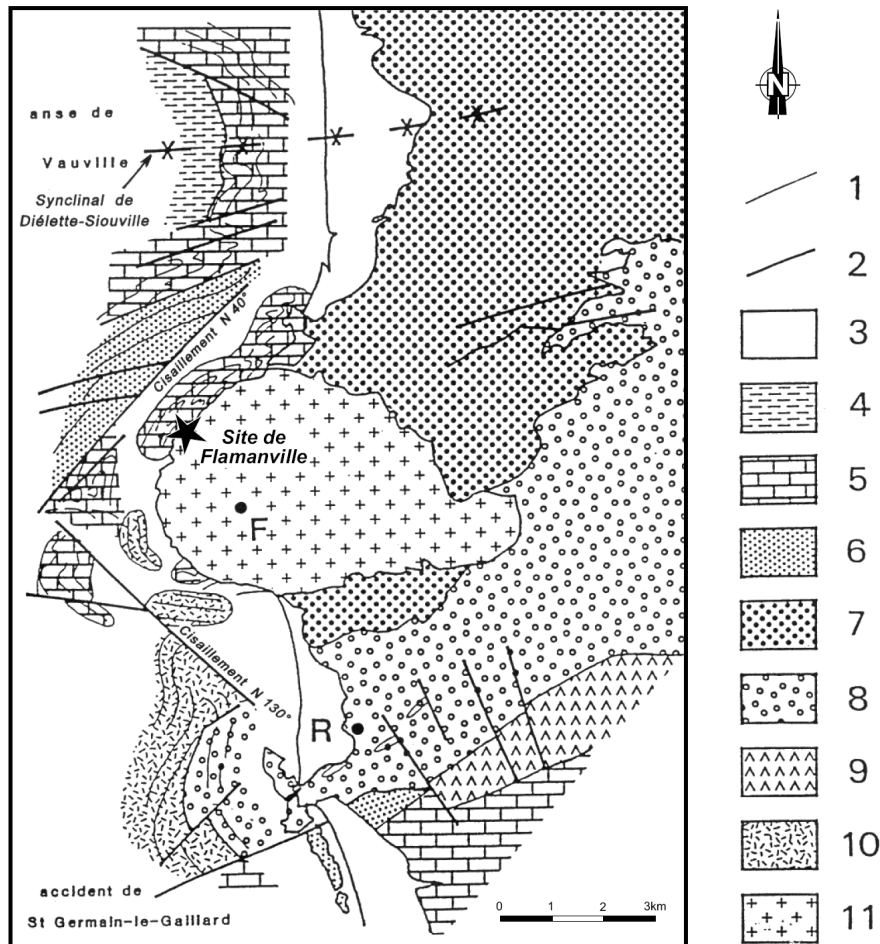 N
anse de
Vauville
Synclinal de
Diélette-Siouville
Cisaillement N 40°
Site de
Flamanville
F
Cisaillement N 130°
R
accident de
St Germain-le-Gaillard
0 1 2 3km
1
2
3
4
5
6
7
8
9
10
11